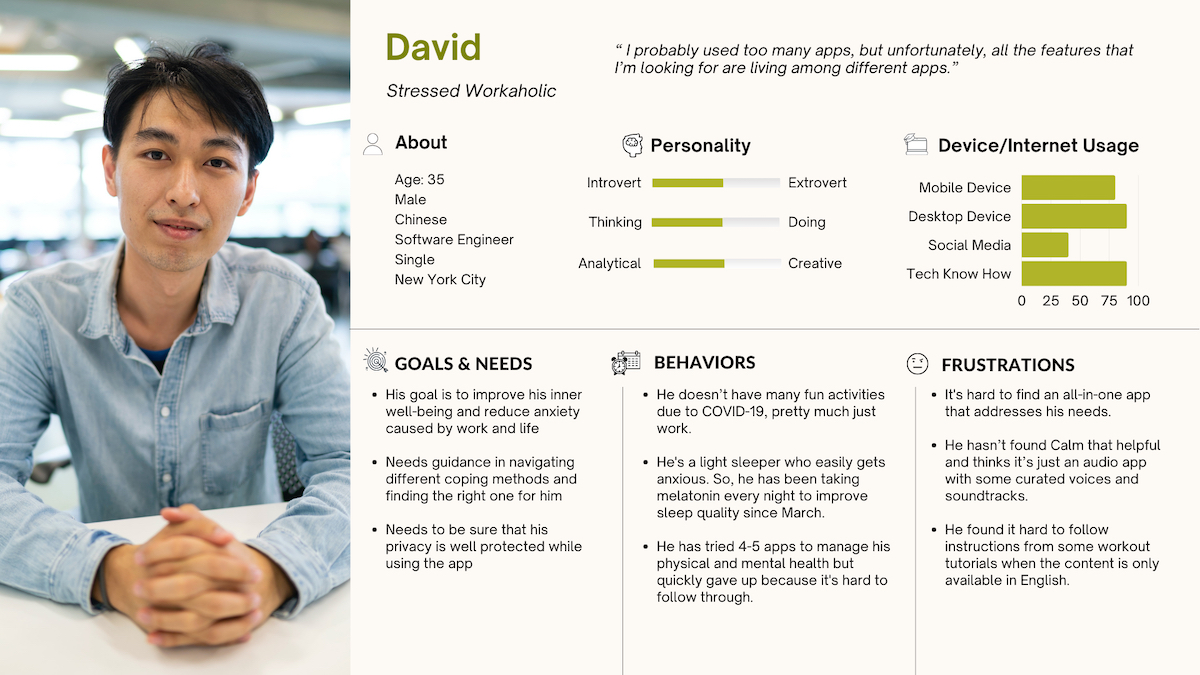 David
Stressed Workaholic
“ I probably used too many apps, but unfortunately, all the features that
I’m looking for are living among different apps.”
About
Age: 35
Male
Chinese
Software Engineer
Single
New York City
Personality
Introvert Extrovert
Thinking Doing
Analytical Creative
Device/Internet Usage
Mobile Device
Desktop Device
Social Media
Tech Know How
0 25 50 75 100
GOALS & NEEDS
• His goal is to improve his inner
well-being and reduce anxiety
caused by work and life
• Needs guidance in navigating
different coping methods and
finding the right one for him
• Needs to be sure that his
privacy is well protected while
using the app
BEHAVIORS
• He doesn’t have many fun activities
due to COVID-19, pretty much just
work.
• He's a light sleeper who easily gets
anxious. So, he has been taking
melatonin every night to improve
sleep quality since March.
• He has tried 4-5 apps to manage his
physical and mental health but
quickly gave up because it's hard to
follow through.
FRUSTRATIONS
• It's hard to find an all-in-one app
that addresses his needs.
• He hasn’t found Calm that helpful
and thinks it’s just an audio app
with some curated voices and
soundtracks.
• He found it hard to follow
instructions from some workout
tutorials when the content is only
available in English.